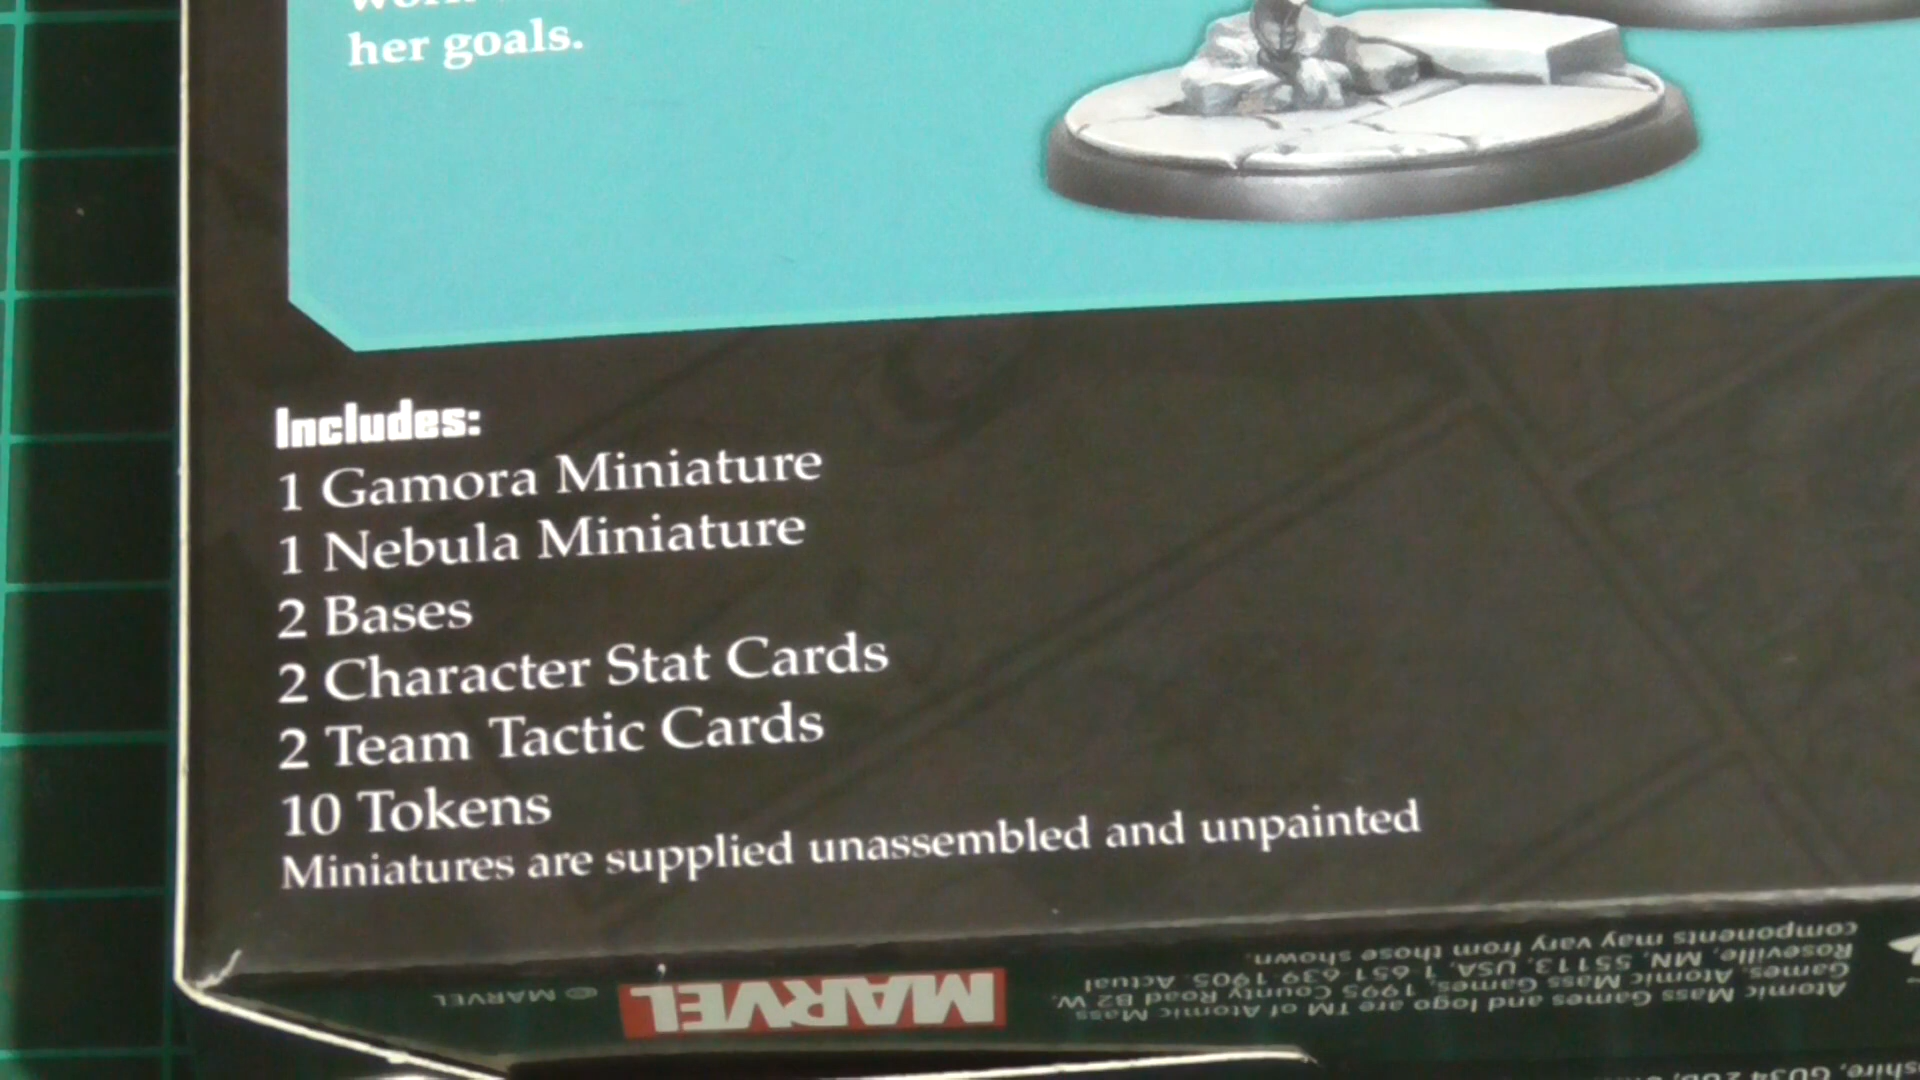 her goals.
Includes:
1 Gamora Miniature
1 Nebula Miniature
2 Bases
2 Character Stat Cards
2 Team Tactic Cards
10 Tokens
Miniatures are supplied unassembled and unpainted
Atomic Mass Games and logo are TM of Atomic Mass
Games. Atomic Mass Games, 1995 County Road B2 W.
Roseville, MN, 55113, USA, 1 651 639 1905. Actual
components may vary from those shown.
MARVEL
© MARVEL